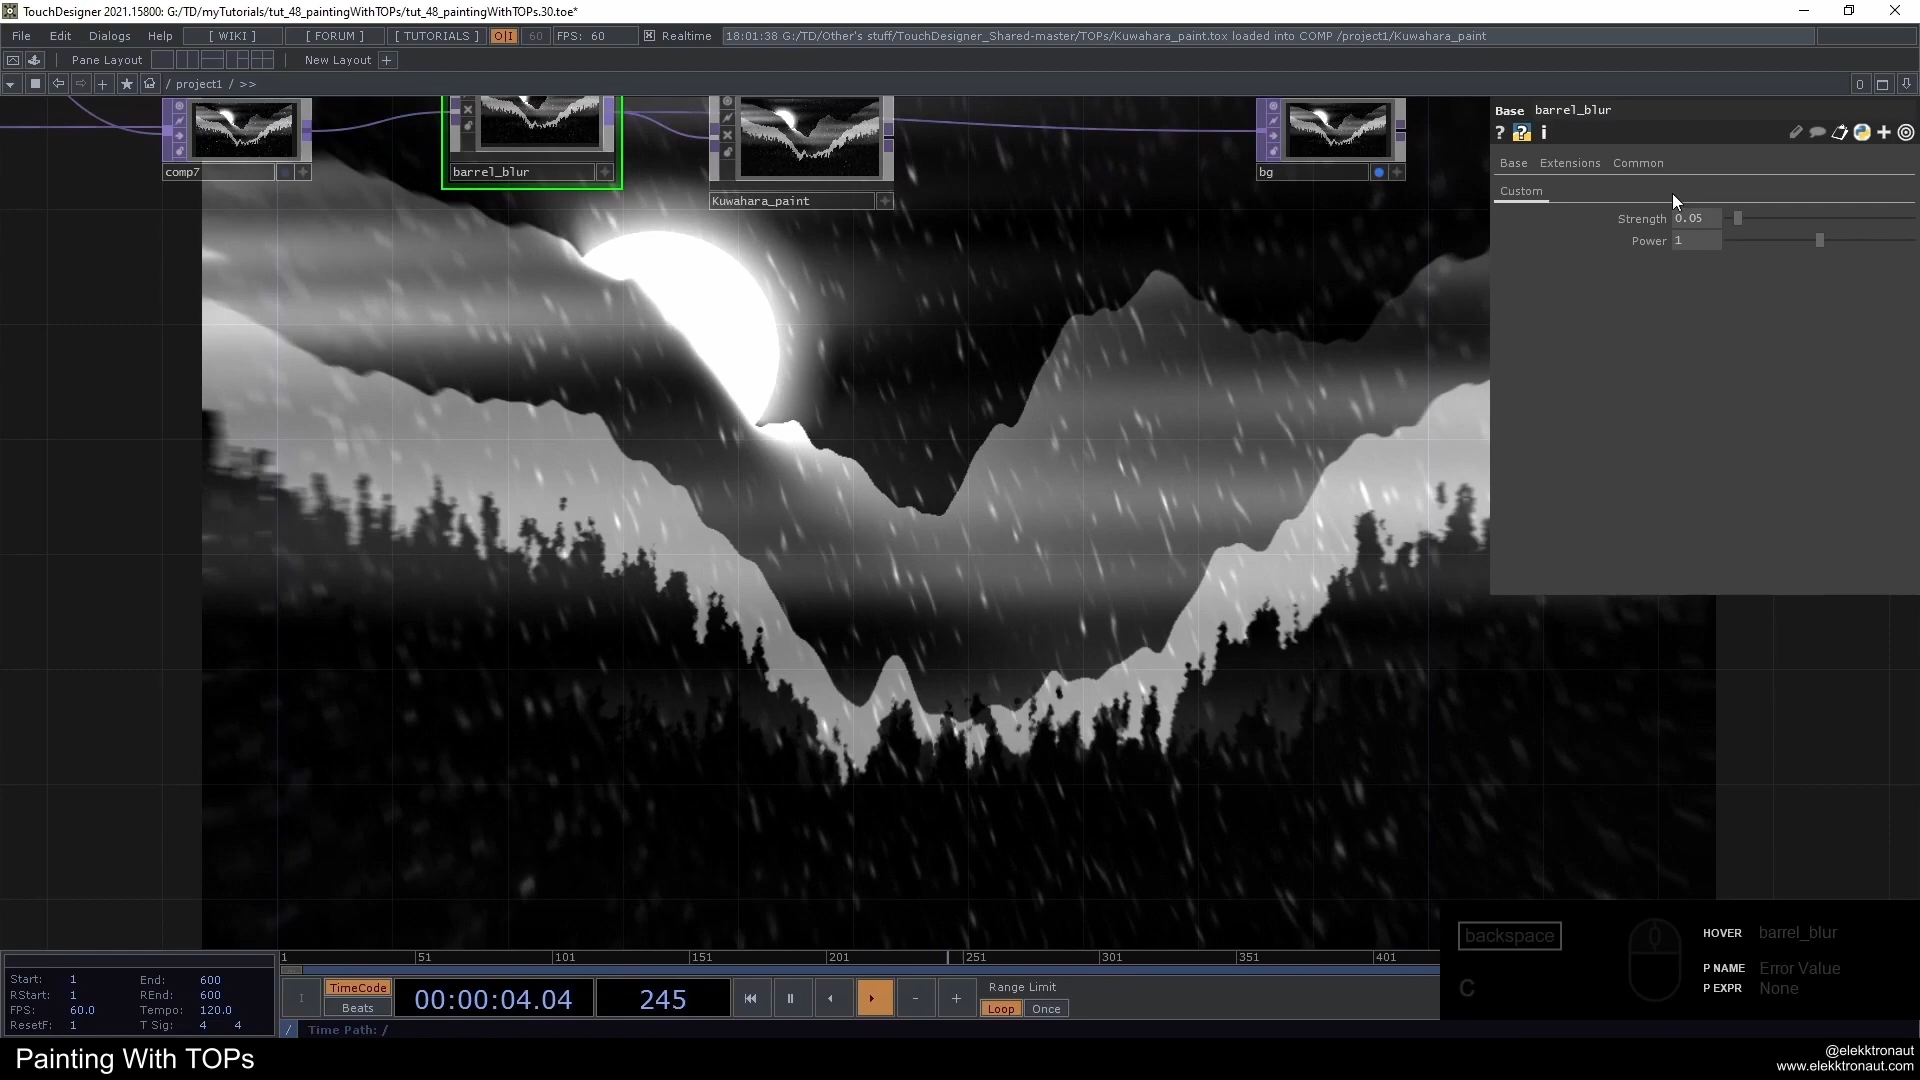 TouchDesigner 2021.15800: G:/TD/myTutorials/tut_48_paintingWithTOPs/tut_48_paintingWithTOPs.30.toe*
File Edit Dialogs Help [ WIKI ] [ FORUM ] [ TUTORIALS ] O|I 60 FPS: 60 Realtime 18:01:38 G:/TD/Other's stuff/TouchDesigner_Shared-master/TOPs/Kuwahara_paint.tox loaded into COMP /project1/Kuwahara_paint
Pane Layout New Layout +
/ project1 / >> 0
Base barrel_blur
? ? i
Base Extensions Common
Custom
Strength 0.05
Power 1
comp7
barrel_blur
Kuwahara_paint
bg
backspace
C
HOVER barrel_blur
P NAME Error Value
P EXPR None
1 51 101 151 201 251 301 351 401
Start: 1 End: 600
RStart: 1 REnd: 600
FPS: 60.0 Tempo: 120.0
ResetF: 1 T Sig: 4 4
TimeCode
Beats
00:00:04.04
245
- +
Range Limit
Loop Once
/ Time Path: /
Painting With TOPs
@elekktronaut
www.elekktronaut.com